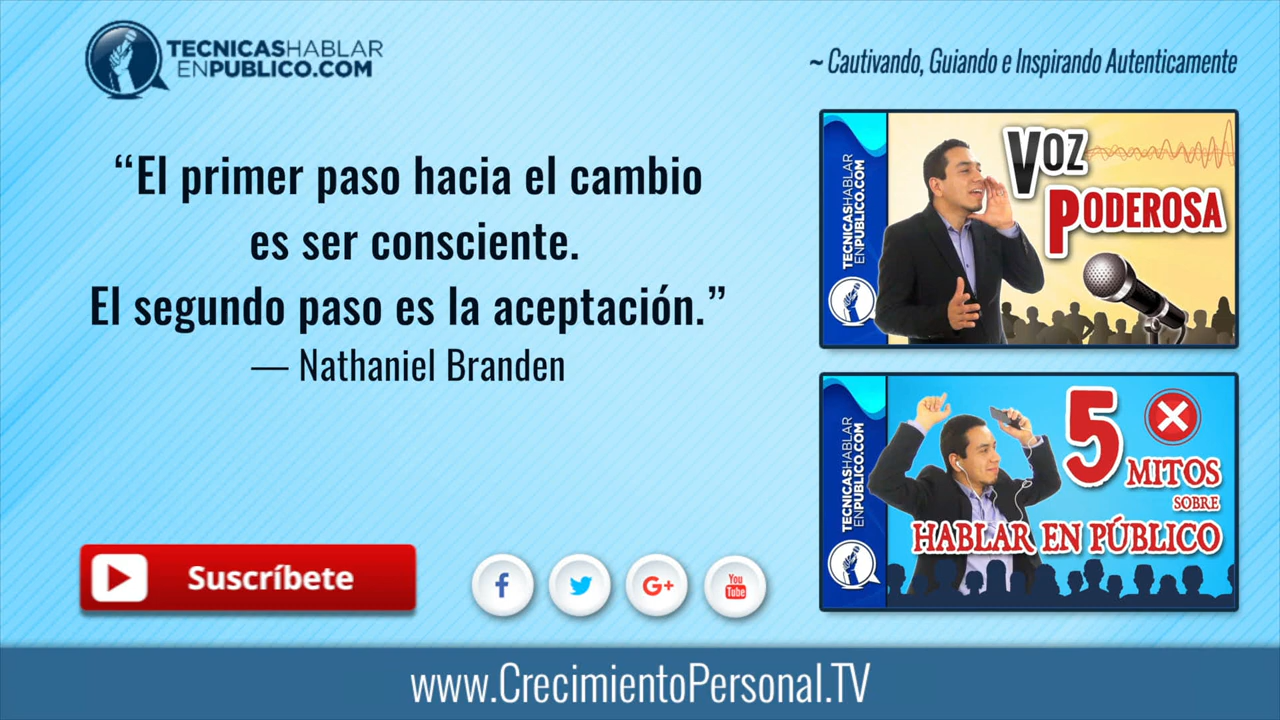 TECNICASHABLAR
ENPUBLICO.COM
~ Cautivando, Guiando e Inspirando Autenticamente
“El primer paso hacia el cambio
es ser consciente.
El segundo paso es la aceptación.”
— Nathaniel Branden
TECNICASHABLAR
ENPUBLICO.COM
VOZ
PODEROSA
TECNICASHABLAR
ENPUBLICO.COM
5
MITOS
SOBRE
HABLAR EN PÚBLICO
Suscríbete
f
G+
You
Tube
www.CrecimientoPersonal.TV